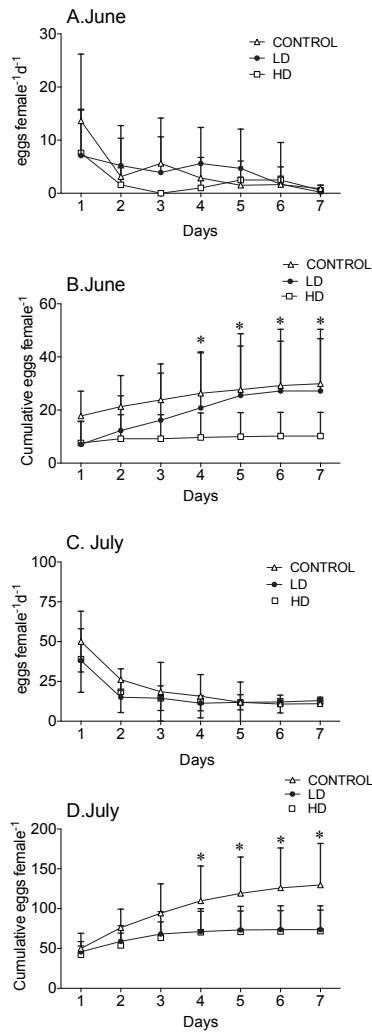 A.June
30
20
10
0
eggs female⁻¹d⁻¹
CONTROL
LD
HD
1 2 3 4 5 6 7
Days
B.June
60
40
20
0
Cumulative eggs female⁻¹
CONTROL
LD
HD
* * * *
1 2 3 4 5 6 7
Days
C. July
100
75
50
25
0
eggs female⁻¹d⁻¹
CONTROL
LD
HD
1 2 3 4 5 6 7
Days
D.July
200
150
100
50
0
Cumulative eggs female⁻¹
CONTROL
LD
HD
* * * *
1 2 3 4 5 6 7
Days